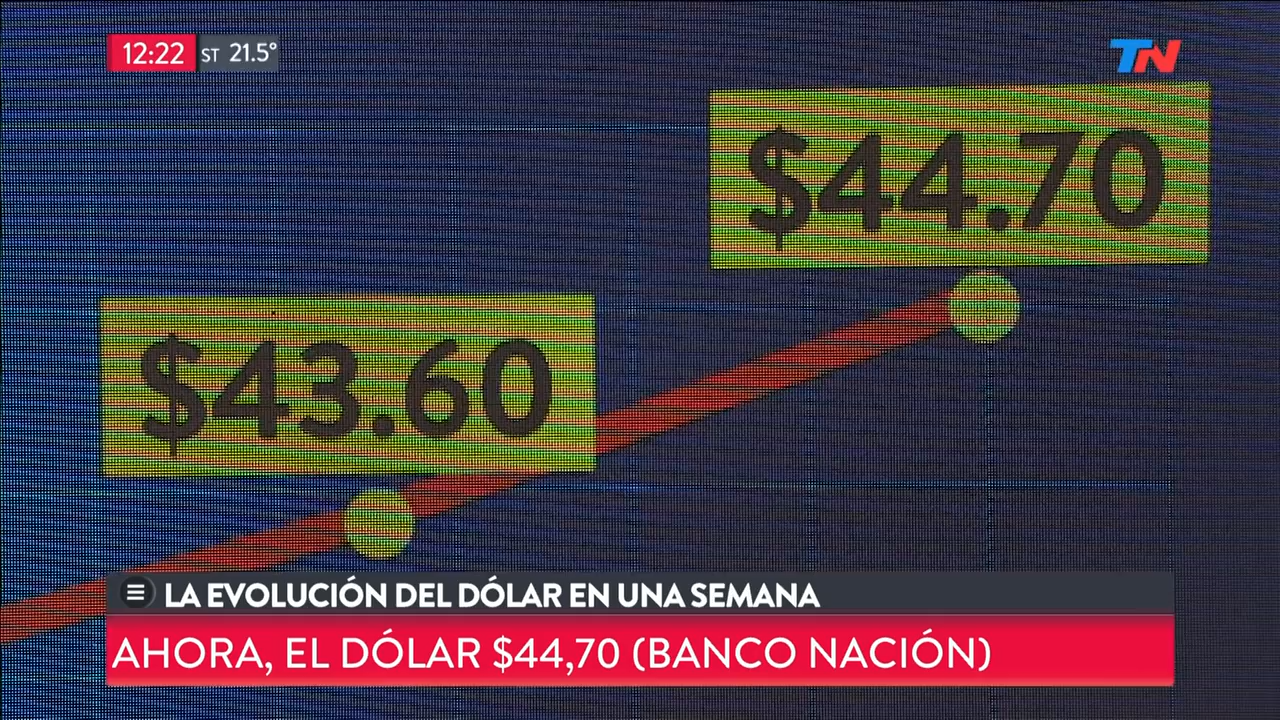 12:22 ST 21.5°
TN
$44.70
$43.60
LA EVOLUCIÓN DEL DÓLAR EN UNA SEMANA
AHORA, EL DÓLAR $44,70 (BANCO NACIÓN)